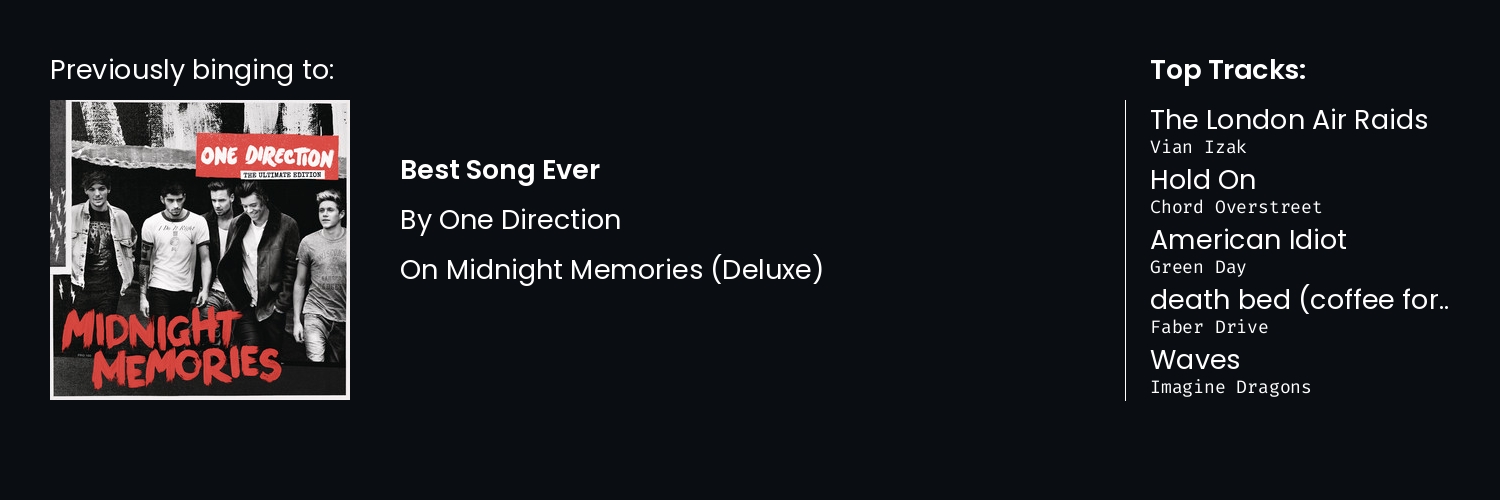 Previously binging to:
ONE DIRECTION
THE ULTIMATE EDITION
MIDNIGHT
MEMORIES
Best Song Ever
By One Direction
On Midnight Memories (Deluxe)
Top Tracks:
The London Air Raids
Vian Izak
Hold On
Chord Overstreet
American Idiot
Green Day
death bed (coffee for..
Faber Drive
Waves
Imagine Dragons